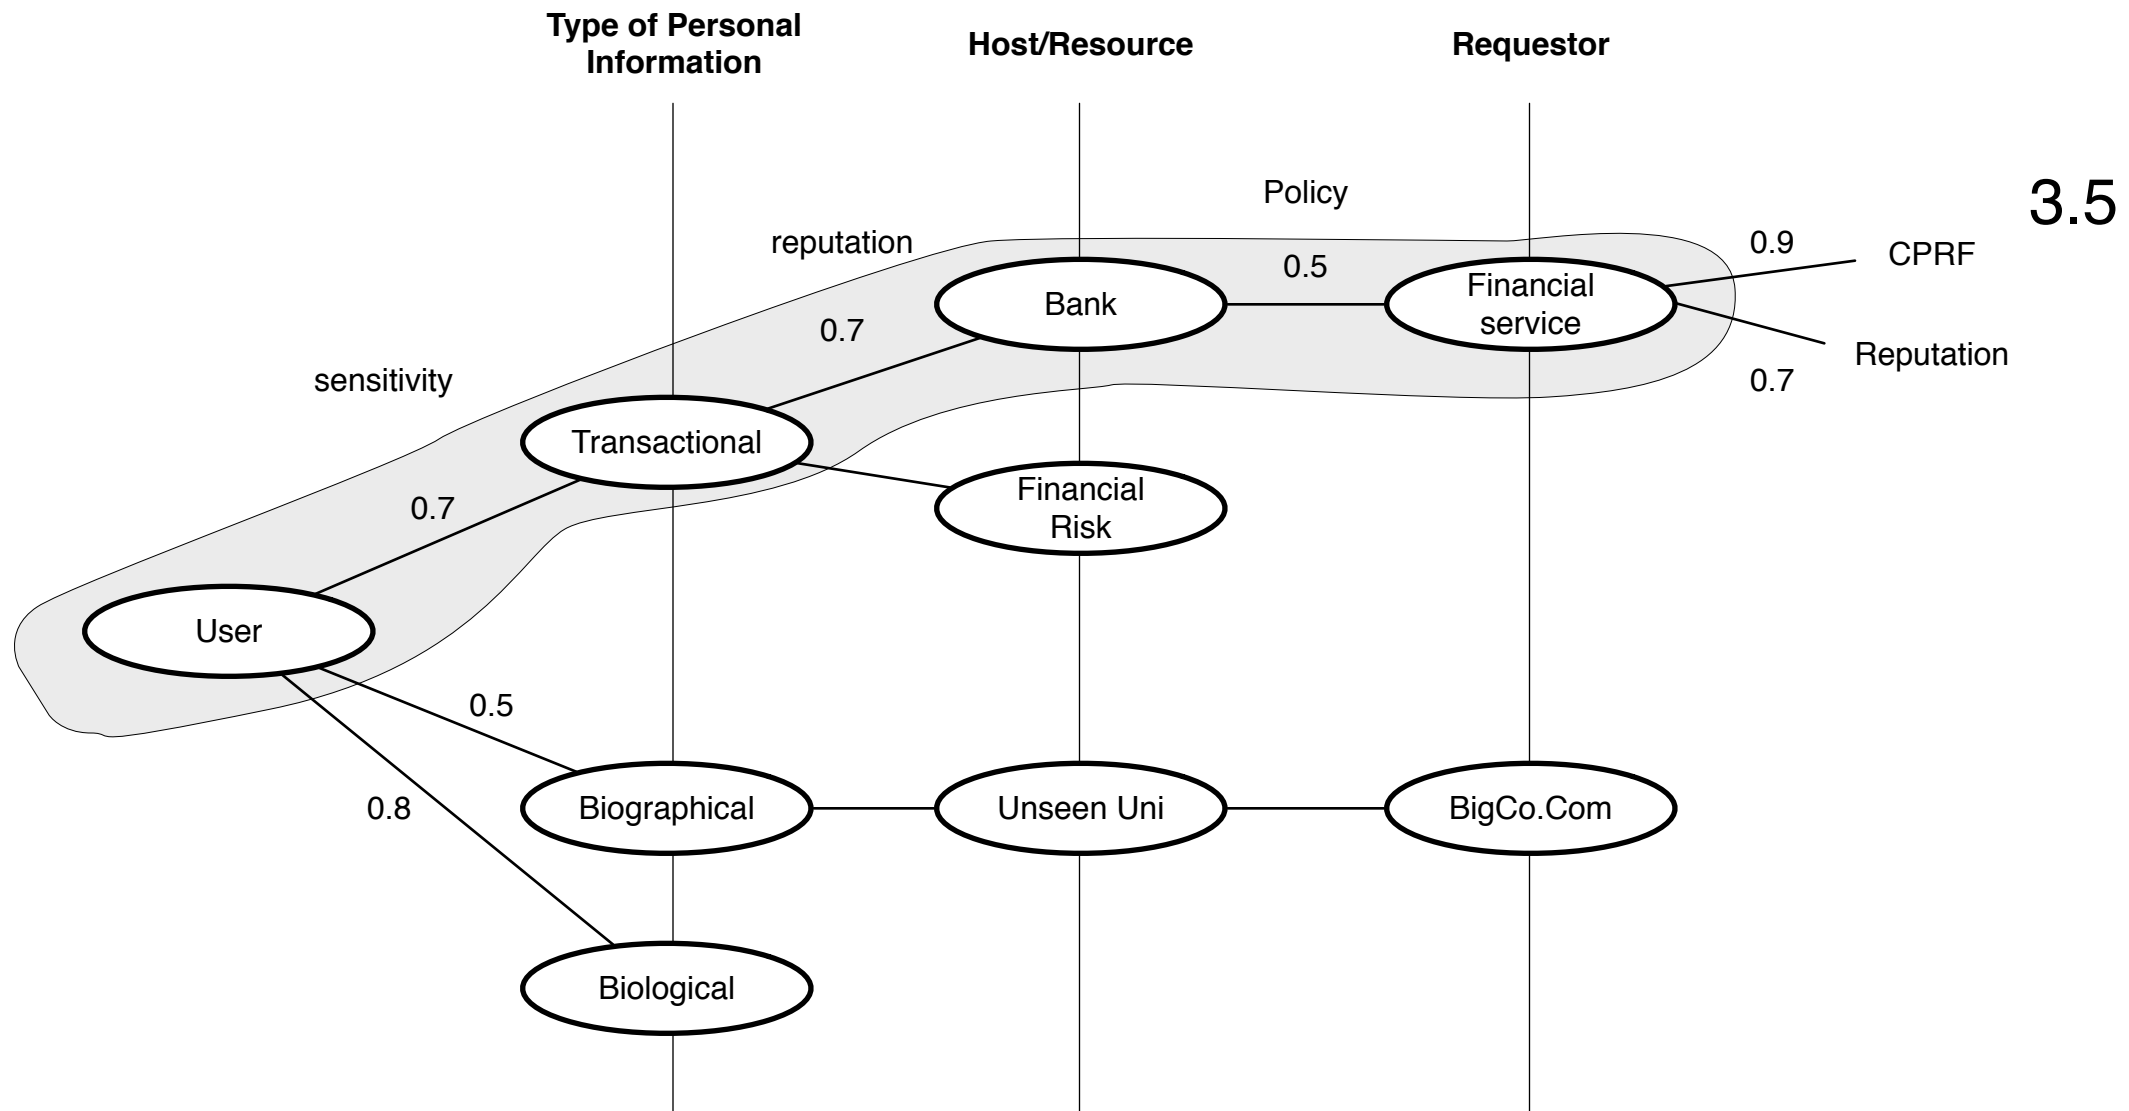 Type of Personal
Information
Host/Resource
Requestor
Policy
3.5
reputation
0.9
CPRF
0.5
Bank
Financial
service
0.7
Reputation
sensitivity
0.7
Transactional
0.7
Financial
Risk
User
0.5
0.8
Biographical
Unseen Uni
BigCo.Com
Biological